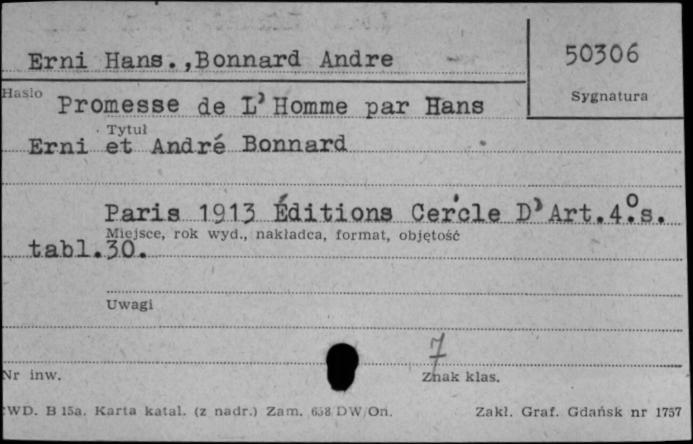 Erni Hans.,Bonnard Andre
50306
Sygnatura
Hasło
Promesse de L'Homme par Hans
Tytuł
Erni et André Bonnard
Paris 1913 Éditions Cercle D'Art.4°.s.
Miejsce, rok wyd., nakładca, format, objętość
tabl.30.
Uwagi
7
Nr inw.
Znak klas.
WD. B 15a. Karta katal. (z nadr.) Zam. 638 DW/On. Zakł. Graf. Gdańsk nr 1757